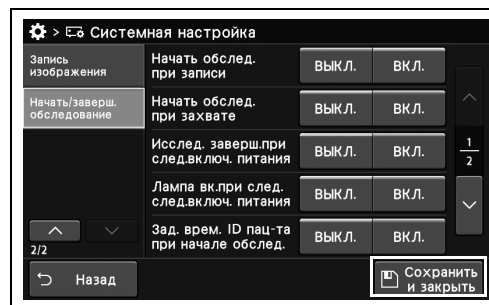 > Системная настройка
Запись
изображения
Начать/заверш.
обследование
2/2
Начать обслед.
при записи
ВЫКЛ. ВКЛ.
Начать обслед.
при захвате
ВЫКЛ. ВКЛ.
Исслед. заверш.при
след.включ. питания
ВЫКЛ. ВКЛ.
Лампа вк.при след.
след.включ. питания
ВЫКЛ. ВКЛ.
Зад. врем. ID пац-та
при начале обслед.
ВЫКЛ. ВКЛ.
1
2
Назад
Сохранить
и закрыть